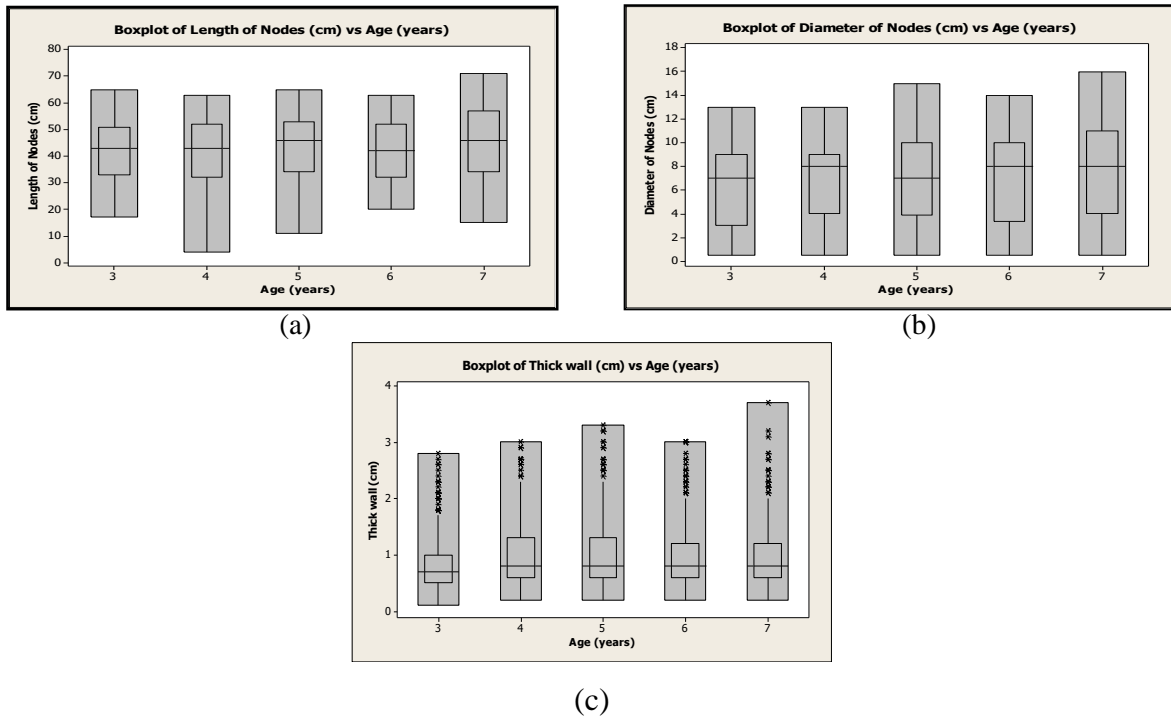 Boxplot of Length of Nodes (cm) vs Age (years)
80
70
60
50
40
30
20
10
0
Length of Nodes (cm)
3 4 5 6 7
Age (years)
(a)
Boxplot of Diameter of Nodes (cm) vs Age (years)
18
16
14
12
10
8
6
4
2
0
Diameter of Nodes (cm)
3 4 5 6 7
Age (years)
(b)
Boxplot of Thick wall (cm) vs Age (years)
4
3
2
1
0
Thick wall (cm)
3 4 5 6 7
Age (years)
(c)